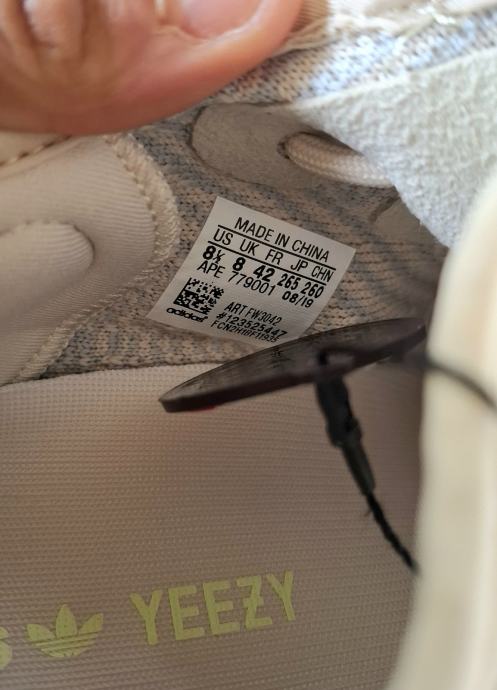 MADE IN CHINA
US UK FR JP CHN
8½ 8 42 265 260
APE 779001 08/19
ART FW3042
#123525447
adidas
YEEZY